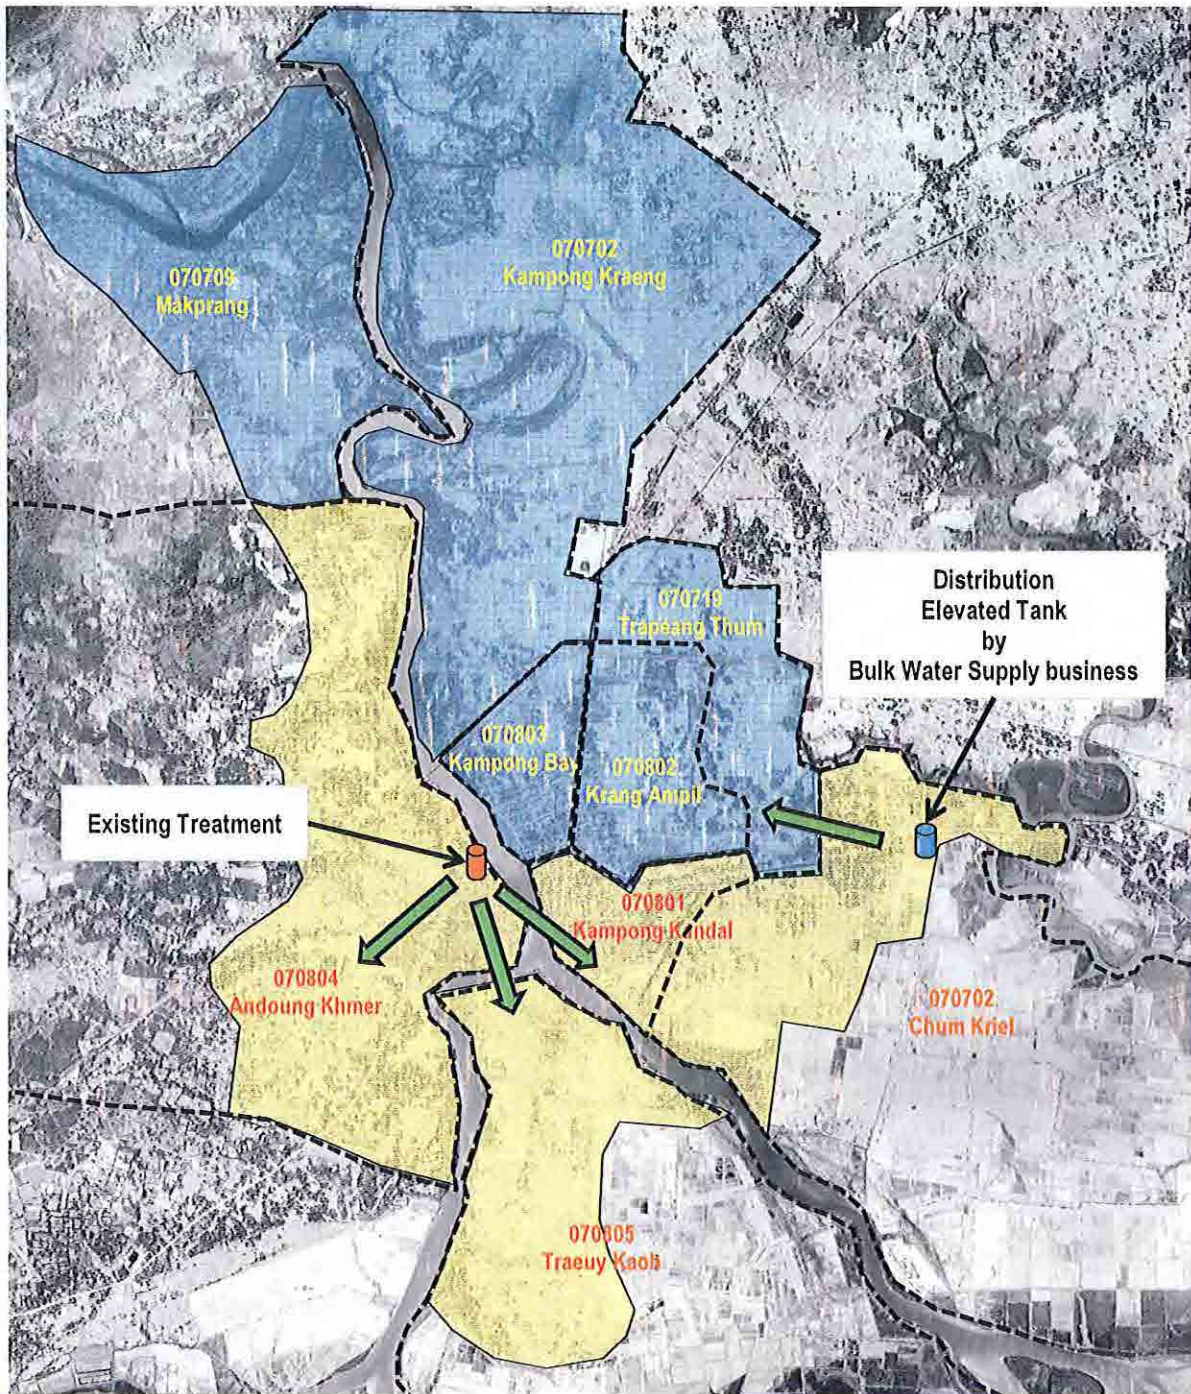 070702
Kampong Kraeng
070709
Makprang
070719
Trapeang Thum
Distribution
Elevated Tank
by
Bulk Water Supply business
070803
Kampong Bay
070802
Krang Ampil
Existing Treatment
070801
Kampong Kandal
070804
Andoung Khmer
070702
Chum Kriel
070805
Traeuy Kaoh